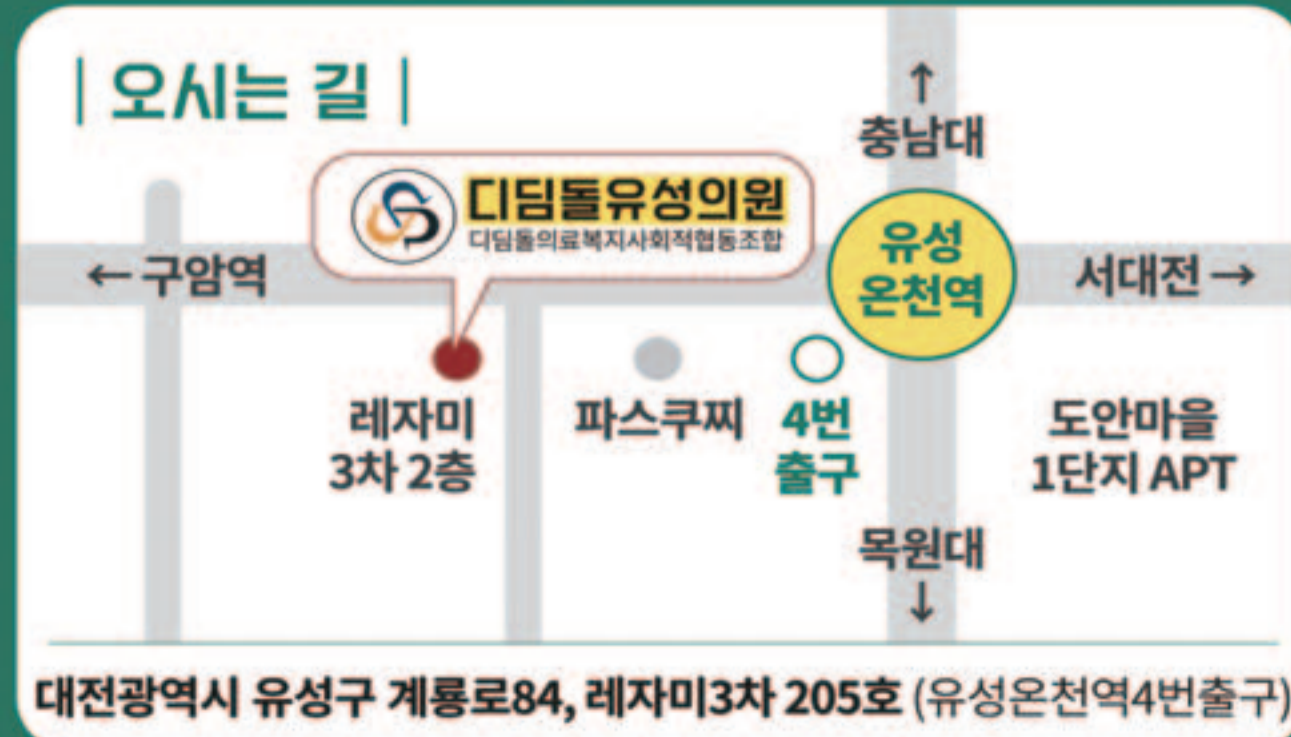 | 오시는 길 |
↑
충남대
디딤돌유성의원
디딤돌의료복지사회적협동조합
← 구암역
유성
온천역
서대전 →
레자미
3차 2층
파스쿠찌
4번
출구
도안마을
1단지 APT
목원대
↓
대전광역시 유성구 계룡로84, 레자미3차 205호 (유성온천역4번출구)